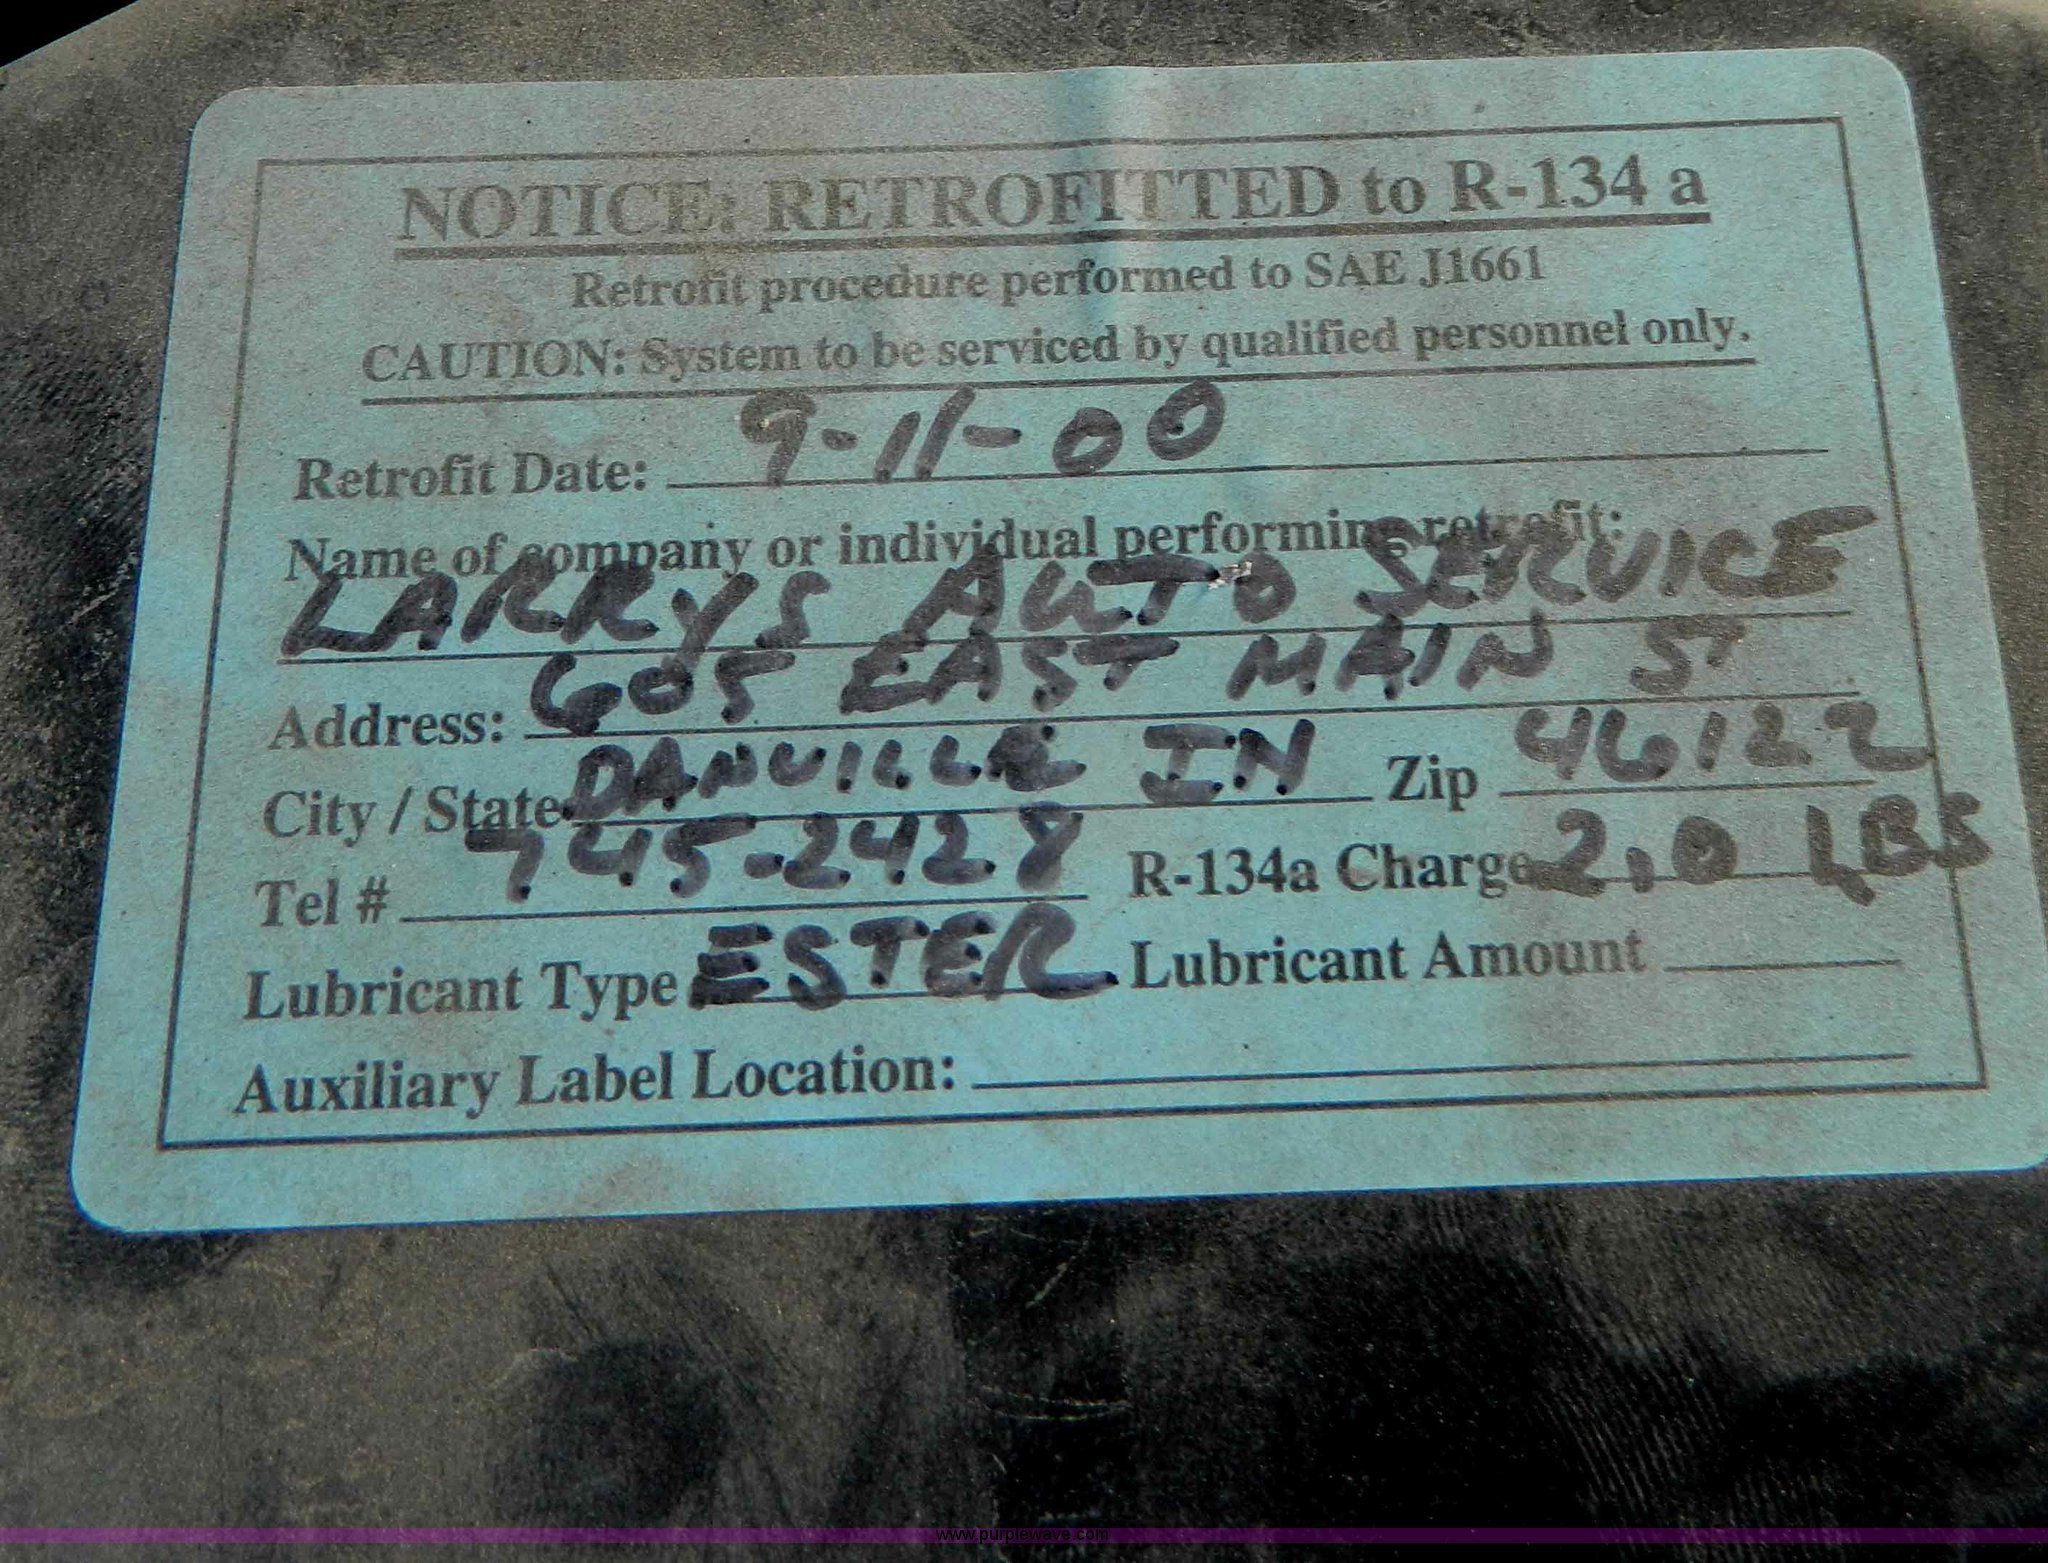 NOTICE: RETROFITTED to R-134 a
Retrofit procedure performed to SAE J1661
CAUTION: System to be serviced by qualified personnel only.
Retrofit Date: 9-11-00
Name of company or individual performing retrofit:
LARRYS AUTO SERVICE
Address: 605 EAST MAIN ST
City / State DANVILLE IN Zip 46122
Tel # 745-2428 R-134a Charge 2.0 LBS
Lubricant Type ESTER Lubricant Amount
Auxiliary Label Location:
www.purplewave.com